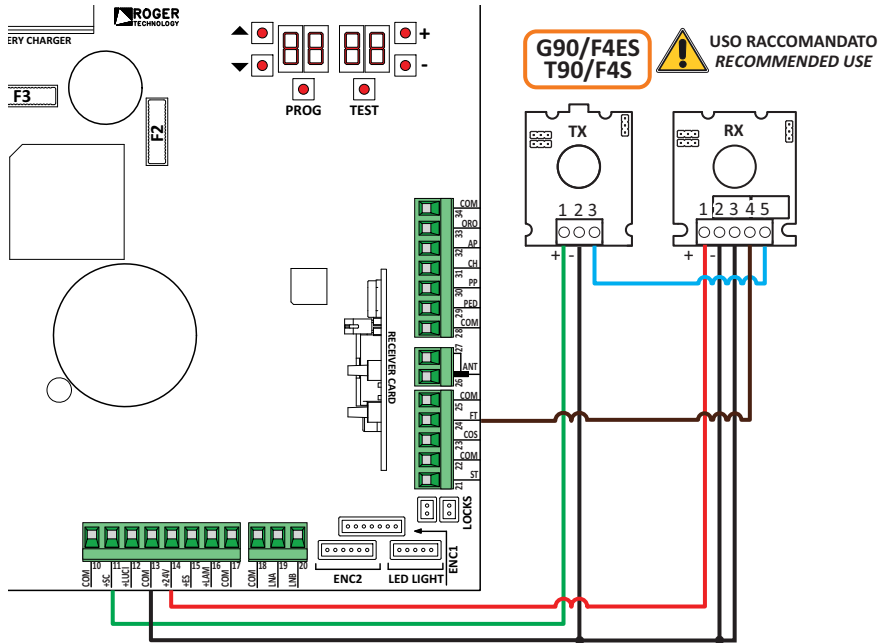 ROGER
TECHNOLOGY
ERY CHARGER
F3
F2
+
-
PROG
TEST
G90/F4ES
T90/F4S
USO RACCOMANDATO
RECOMMENDED USE
TX
1 2 3
+ -
RX
1 2 3 4 5
+ -
COM
34
ORO
33
AP
32
CH
31
PP
30
PED
29
COM
28
27
ANT
26
COM
25
FT
24
COS
23
COM
22
ST
21
RECEIVER CARD
LOCKS
ENC1
ENC2
LED LIGHT
COM 10
+SC 11
+LUCI 12
COM 13
+24V 14
+ES 15
+LAM 16
COM 17
COM 18
LNA 19
LNB 20